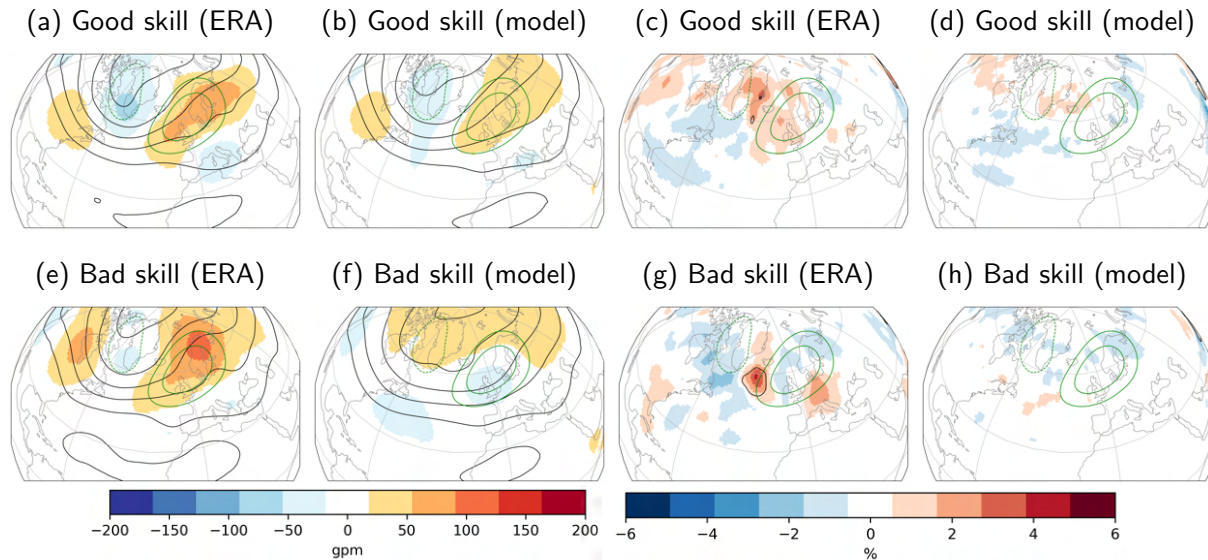 (a) Good skill (ERA) (b) Good skill (model) (c) Good skill (ERA) (d) Good skill (model)
(e) Bad skill (ERA) (f) Bad skill (model) (g) Bad skill (ERA) (h) Bad skill (model)
−200 −150 −100 −50 0 50 100 150 200
gpm
−6 −4 −2 0 2 4 6
%